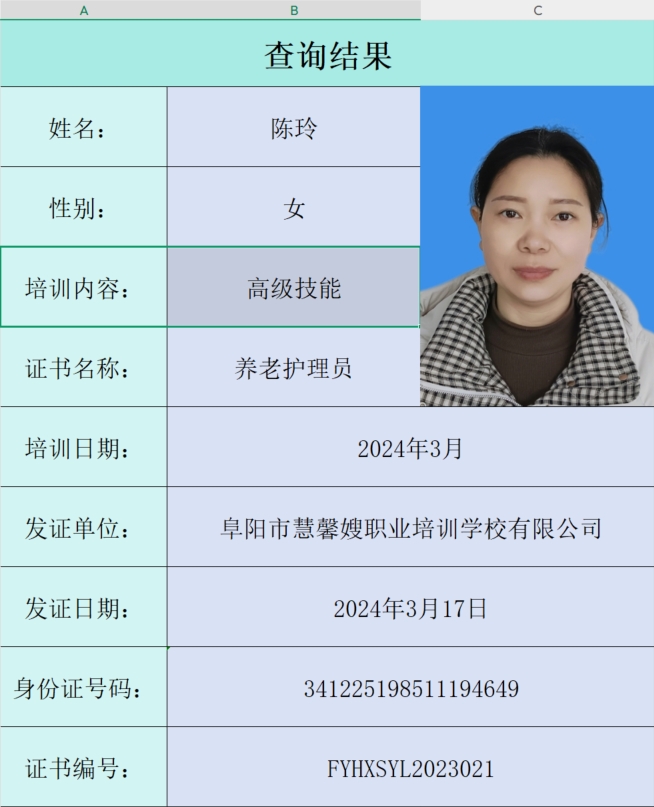 A B C
查询结果
姓名： 陈玲
性别： 女
培训内容： 高级技能
证书名称： 养老护理员
培训日期： 2024年3月
发证单位： 阜阳市慧馨嫂职业培训学校有限公司
发证日期： 2024年3月17日
身份证号码： 341225198511194649
证书编号： FYHXSYL2023021